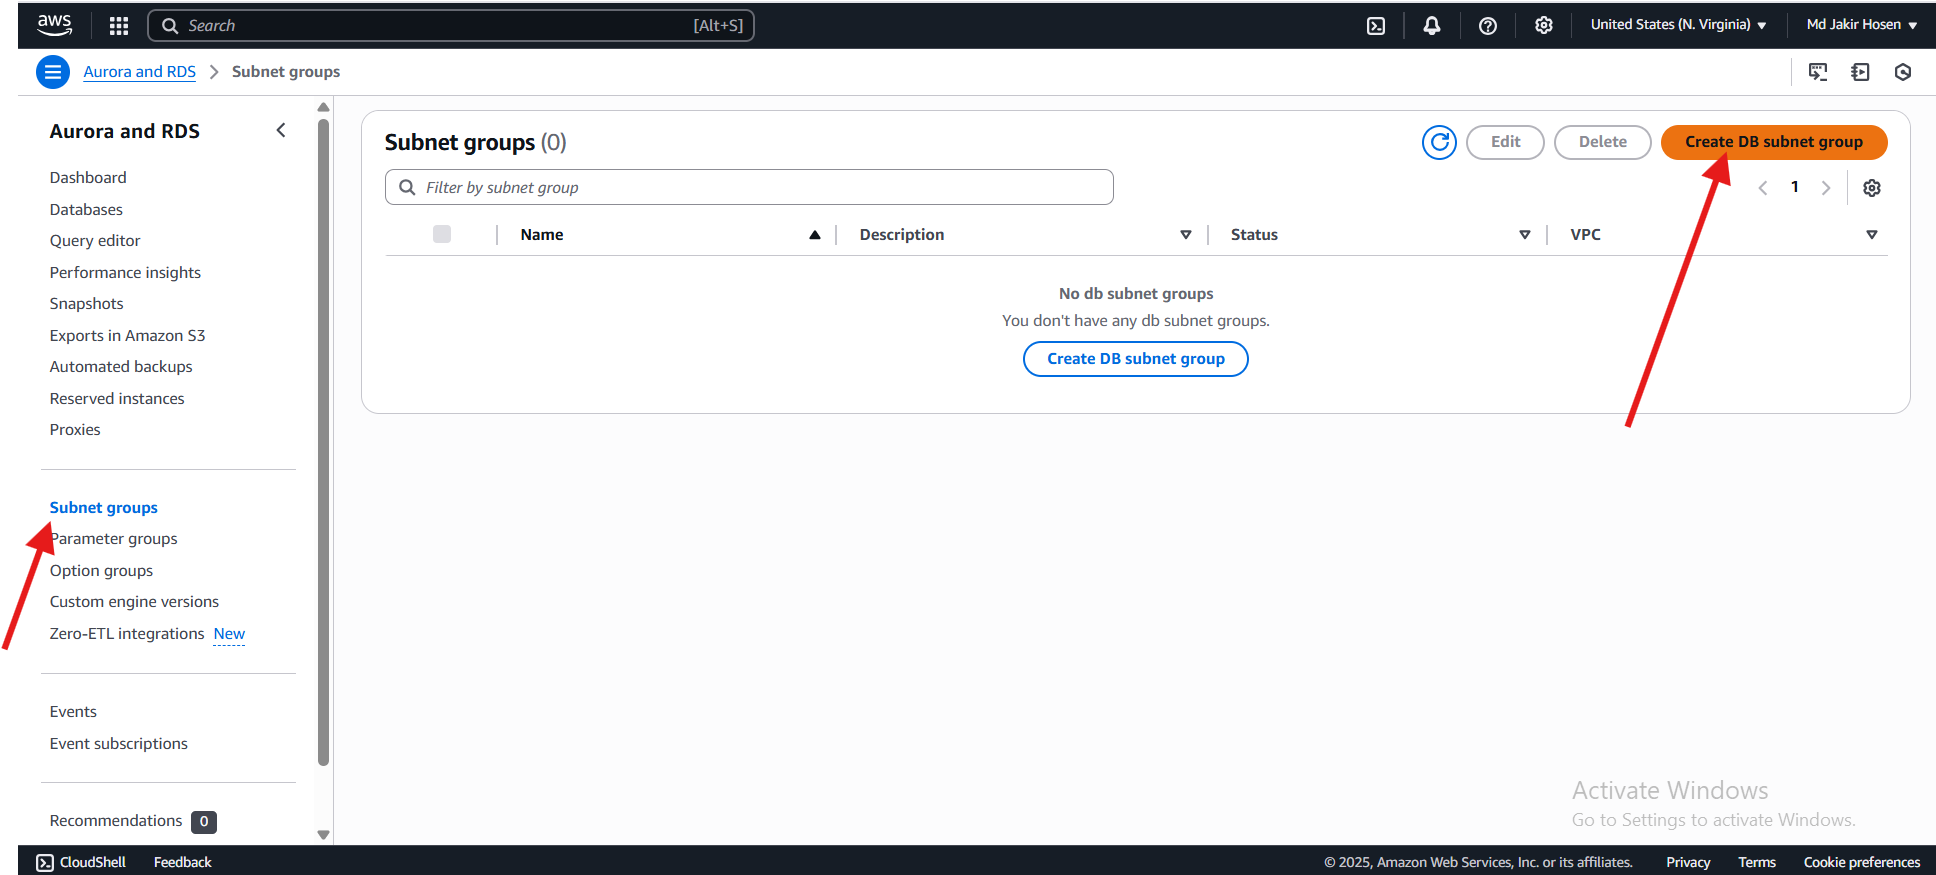 aws
Search [Alt+S]
United States (N. Virginia)
Md Jakir Hosen
Aurora and RDS
Subnet groups
Aurora and RDS
Dashboard
Databases
Query editor
Performance insights
Snapshots
Exports in Amazon S3
Automated backups
Reserved instances
Proxies
Subnet groups
Parameter groups
Option groups
Custom engine versions
Zero-ETL integrations New
Events
Event subscriptions
Recommendations 0
Subnet groups (0)
Edit
Delete
Create DB subnet group
Filter by subnet group
1
Name
Description
Status
VPC
No db subnet groups
You don't have any db subnet groups.
Create DB subnet group
Activate Windows
Go to Settings to activate Windows.
CloudShell
Feedback
© 2025, Amazon Web Services, Inc. or its affiliates.
Privacy
Terms
Cookie preferences